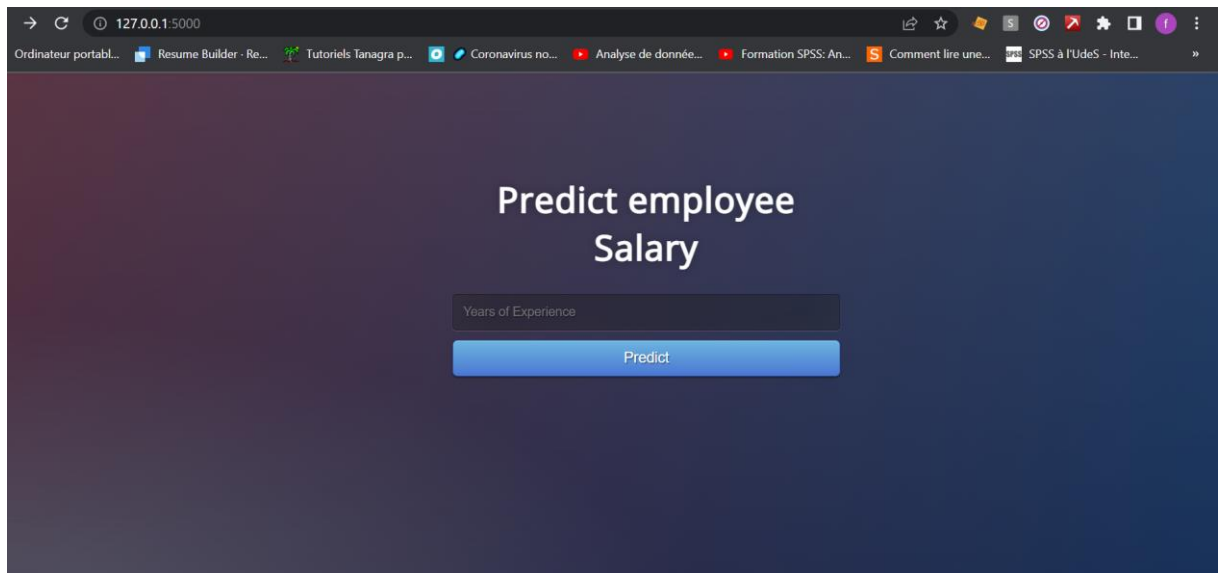 127.0.0.1:5000
S
f
Ordinateur portabl... Resume Builder - Re... Tutoriels Tanagra p... Coronavirus no... Analyse de donnée... Formation SPSS: An... S Comment lire une... SPSS SPSS à l'UdeS - Inte... »
Predict employee
Salary
Years of Experience
Predict